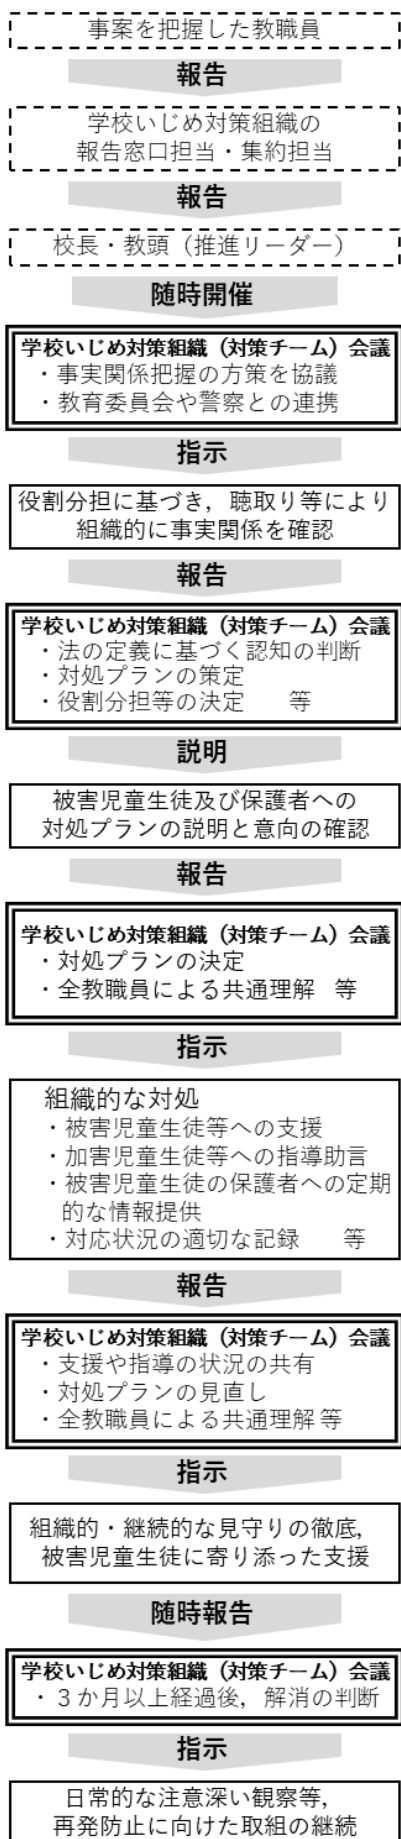 事案を把握した教職員
報告
学校いじめ対策組織の
報告窓口担当・集約担当
報告
校長・教頭（推進リーダー）
随時開催
学校いじめ対策組織（対策チーム）会議
・事実関係把握の方策を協議
・教育委員会や警察との連携
指示
役割分担に基づき，聴取り等により
組織的に事実関係を確認
報告
学校いじめ対策組織（対策チーム）会議
・法の定義に基づく認知の判断
・対処プランの策定
・役割分担等の決定　　等
説明
被害児童生徒及び保護者への
対処プランの説明と意向の確認
報告
学校いじめ対策組織（対策チーム）会議
・対処プランの決定
・全教職員による共通理解　等
指示
組織的な対処
・被害児童生徒等への支援
・加害児童生徒等への指導助言
・被害児童生徒の保護者への定期
的な情報提供
・対応状況の適切な記録　　等
報告
学校いじめ対策組織（対策チーム）会議
・支援や指導の状況の共有
・対処プランの見直し
・全教職員による共通理解 等
指示
組織的・継続的な見守りの徹底，
被害児童生徒に寄り添った支援
随時報告
学校いじめ対策組織（対策チーム）会議
・３か月以上経過後，解消の判断
指示
日常的な注意深い観察等，
再発防止に向けた取組の継続